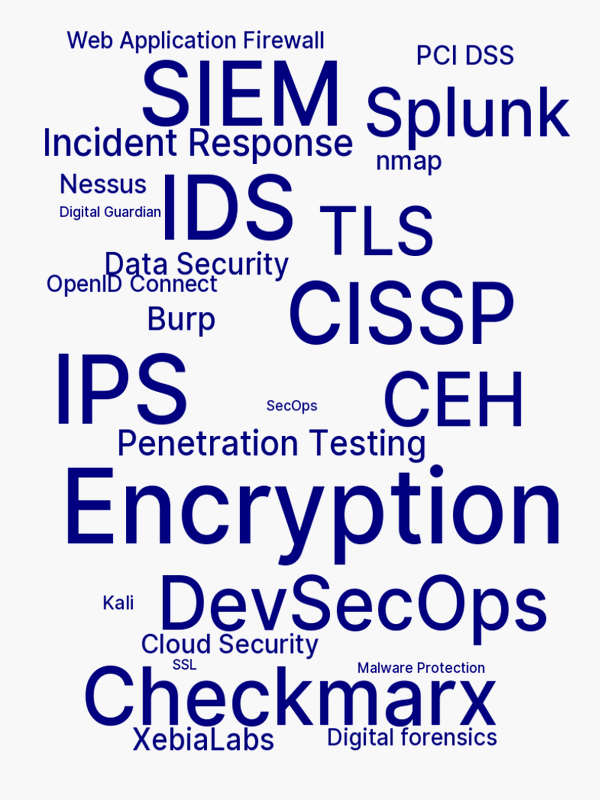 Web Application Firewall
PCI DSS
SIEM
Splunk
Incident Response
nmap
Nessus
IDS
Digital Guardian
TLS
Data Security
OpenID Connect
CISSP
Burp
IPS
CEH
SecOps
Penetration Testing
Encryption
Kali
DevSecOps
Cloud Security
SSL
Malware Protection
Checkmarx
XebiaLabs
Digital forensics